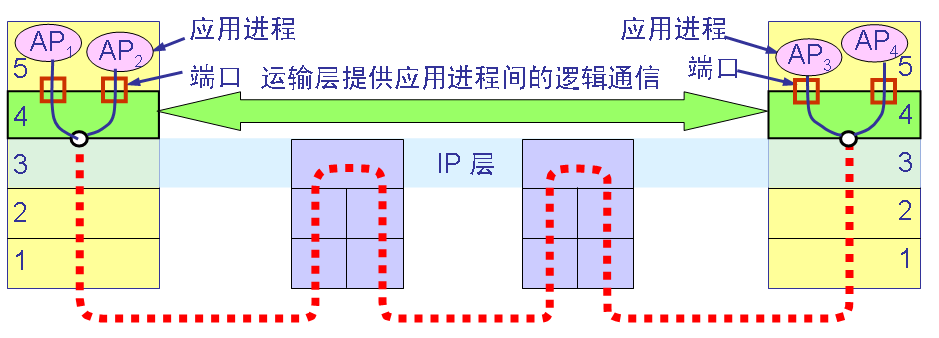 AP1
AP2
应用进程
端口
运输层提供应用进程间的逻辑通信
应用进程
端口
AP3
AP4
5
4
3
2
1
IP 层
5
4
3
2
1